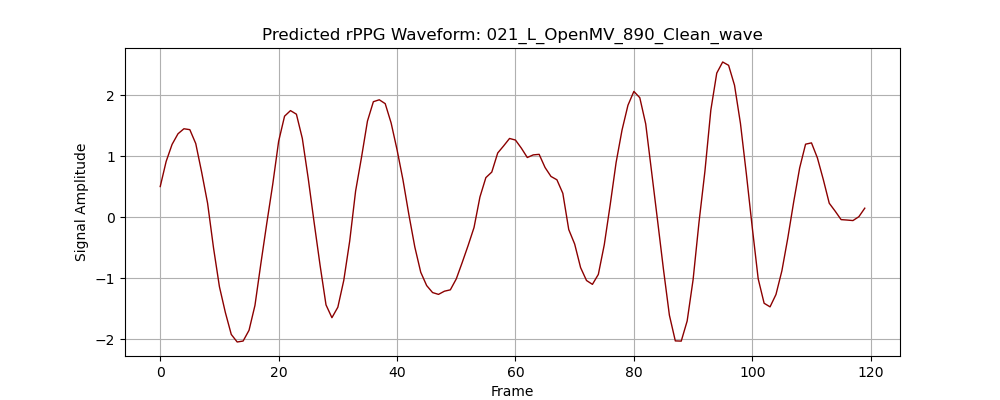 Predicted rPPG Waveform: 021_L_OpenMV_890_Clean_wave
Signal Amplitude
2
1
0
−1
−2
0 20 40 60 80 100 120
Frame